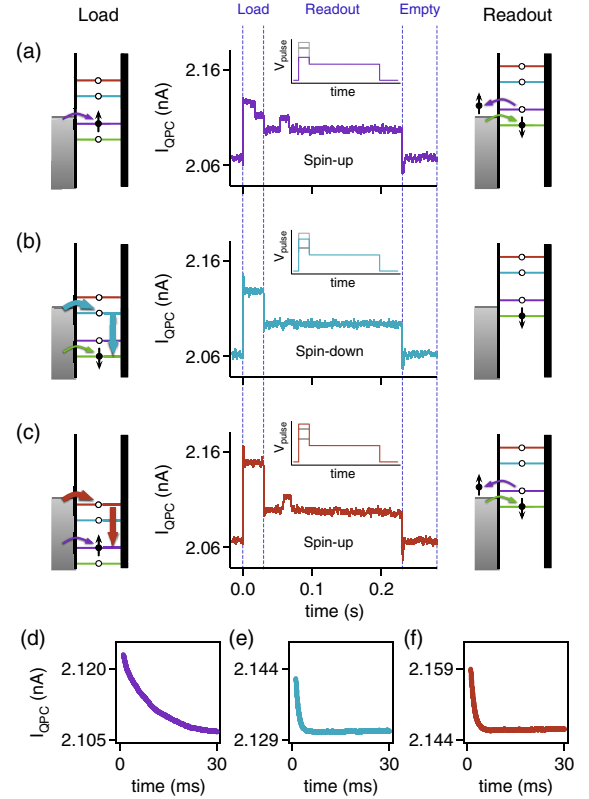 Load Readout Empty
Load Readout
(a)
2.16
2.06
I_QPC (nA)
V_pulse
time
Spin-up
(b)
2.16
2.06
I_QPC (nA)
V_pulse
time
Spin-down
(c)
2.16
2.06
I_QPC (nA)
V_pulse
time
Spin-up
0.0 0.1 0.2
time (s)
(d) (e) (f)
I_QPC (nA)
2.120
2.105
0 30
time (ms)
2.144
2.129
0 30
time (ms)
2.159
2.144
0 30
time (ms)